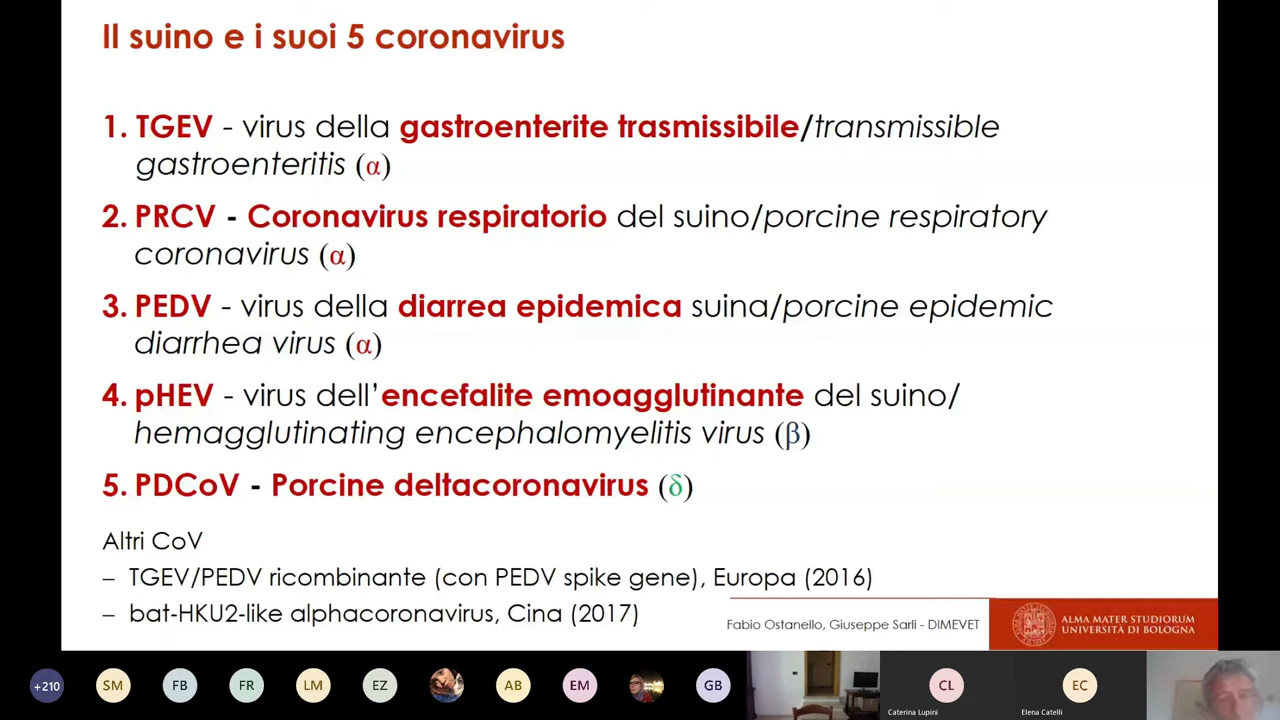 Il suino e i suoi 5 coronavirus
1. TGEV - virus della gastroenterite trasmissibile/transmissible
gastroenteritis (α)
2. PRCV - Coronavirus respiratorio del suino/porcine respiratory
coronavirus (α)
3. PEDV - virus della diarrea epidemica suina/porcine epidemic
diarrhea virus (α)
4. pHEV - virus dell’encefalite emoagglutinante del suino/
hemagglutinating encephalomyelitis virus (β)
5. PDCoV - Porcine deltacoronavirus (δ)
Altri CoV
– TGEV/PEDV ricombinante (con PEDV spike gene), Europa (2016)
– bat-HKU2-like alphacoronavirus, Cina (2017)
Fabio Ostanello, Giuseppe Sarli - DIMEVET
ALMA MATER STUDIORUM
UNIVERSITÀ DI BOLOGNA
+210 SM FB FR LM EZ AB EM GB CL EC
Caterina Lupini Elena Catelli